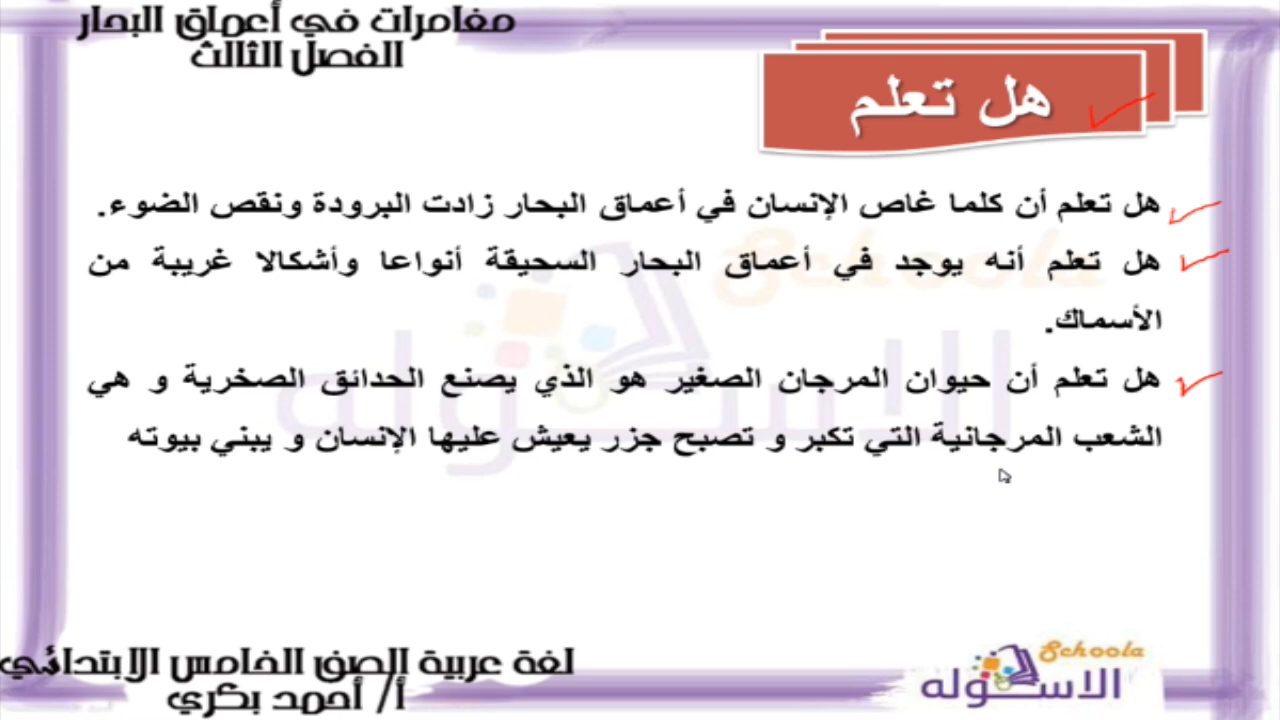 مغامرات في أعماق البحار
الفصل الثالث
هل تعلم
هل تعلم أن كلما غاص الإنسان في أعماق البحار زادت البرودة ونقص الضوء.
هل تعلم أنه يوجد في أعماق البحار السحيقة أنواعا وأشكالا غريبة من
الأسماك.
هل تعلم أن حيوان المرجان الصغير هو الذي يصنع الحدائق الصخرية و هي
الشعب المرجانية التي تكبر و تصبح جزر يعيش عليها الإنسان و يبني بيوته
لغة عربية الصف الخامس الابتدائي
أ/ أحمد بكري
Schoola
الاسكوله